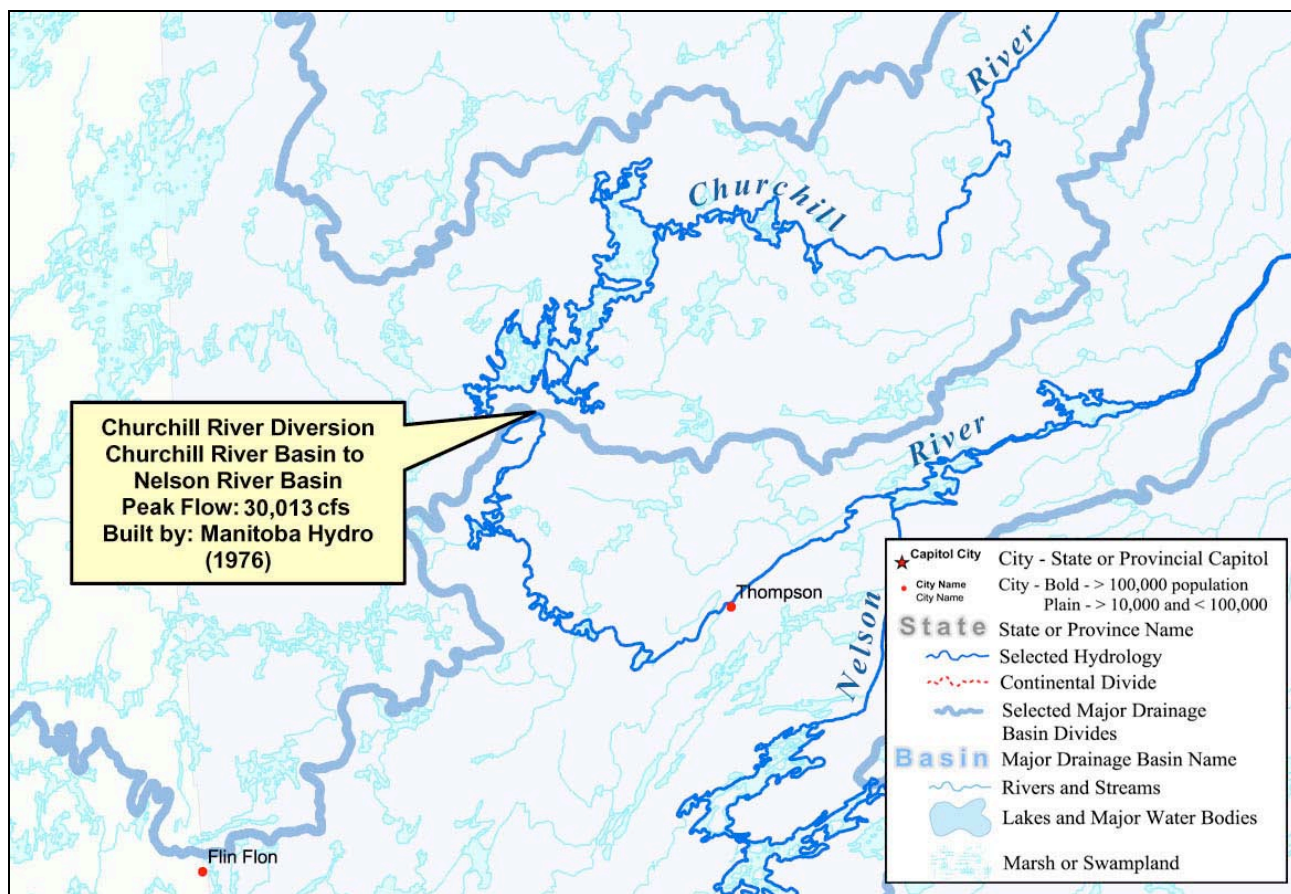 River
Churchill
Churchill River Diversion
Churchill River Basin to
Nelson River Basin
Peak Flow: 30,013 cfs
Built by: Manitoba Hydro
(1976)
River
Thompson
Nelson
Flin Flon
Capitol City
City - State or Provincial Capitol
City Name
City Name
City - Bold - > 100,000 population
Plain - > 10,000 and < 100,000
State
State or Province Name
Selected Hydrology
Continental Divide
Selected Major Drainage
Basin Divides
Basin
Major Drainage Basin Name
Rivers and Streams
Lakes and Major Water Bodies
Marsh or Swampland